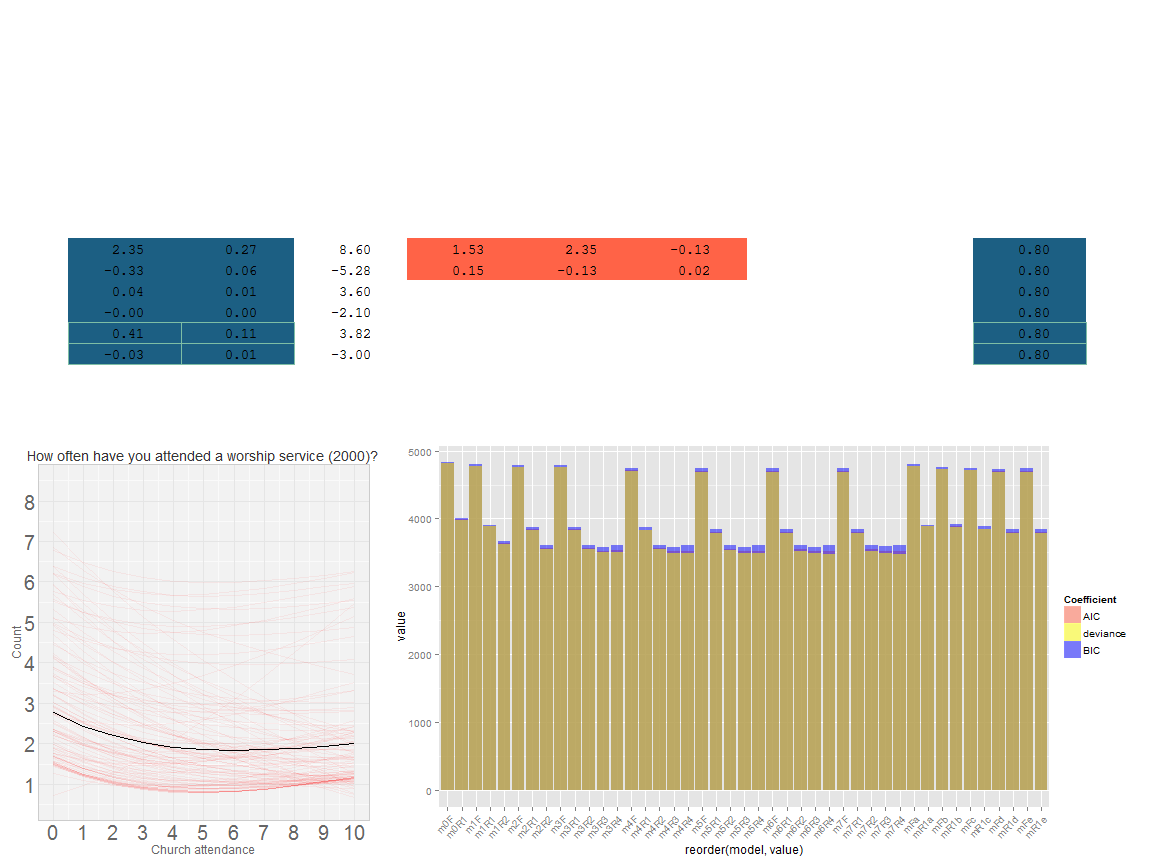 2.35 0.27 8.60 1.53 2.35 -0.13 0.80
-0.33 0.06 -5.28 0.15 -0.13 0.02 0.80
0.04 0.01 3.60 0.80
-0.00 0.00 -2.10 0.80
0.41 0.11 3.82 0.80
-0.03 0.01 -3.00 0.80
How often have you attended a worship service (2000)?
Count
8
7
6
5
4
3
2
1
0 1 2 3 4 5 6 7 8 9 10
Church attendance
value
5000
4000
3000
2000
1000
0
m0F m0R1 m1F m1R1 m1R2 m2F m2R1 m2R2 m3F m3R1 m3R2 m3R3 m3R4 m4F m4R1 m4R2 m4R3 m4R4 m5F m5R1 m5R2 m5R3 m5R4 m6F m6R1 m6R2 m6R3 m6R4 m7F m7R1 m7R2 m7R3 m7R4 mFa mR1a mFb mR1b mFc mR1c mFd mR1d mFe mR1e
reorder(model, value)
Coefficient
AIC
deviance
BIC